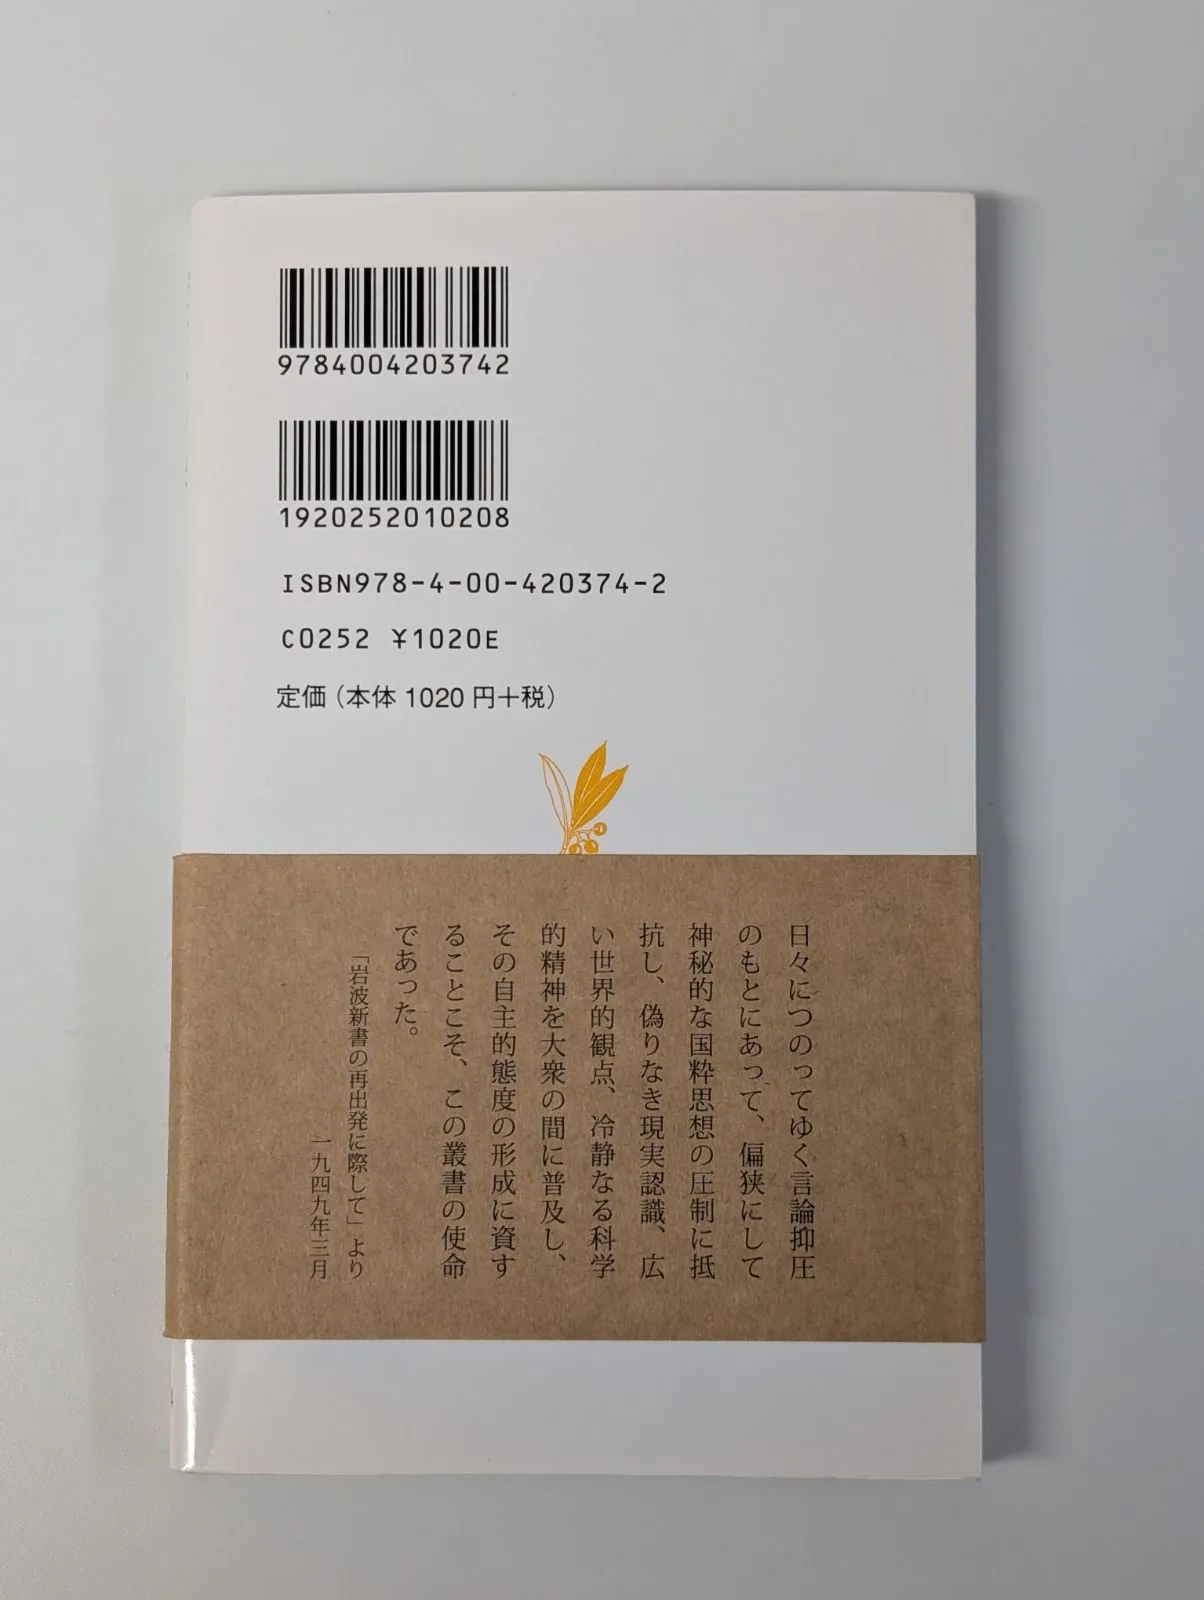 9784004203742
1920252010208
ISBN978-4-00-420374-2
C0252 ¥1020E
定価（本体 1020 円＋税）
日々につのってゆく言論抑圧
のもとにあって、偏狭にして
神秘的な国粋思想の圧制に抵
抗し、偽りなき現実認識、広
い世界的観点、冷静なる科学
的精神を大衆の間に普及し、
その自主的態度の形成に資す
ることこそ、この叢書の使命
であった。
「岩波新書の再出発に際して」より
一九四九年三月